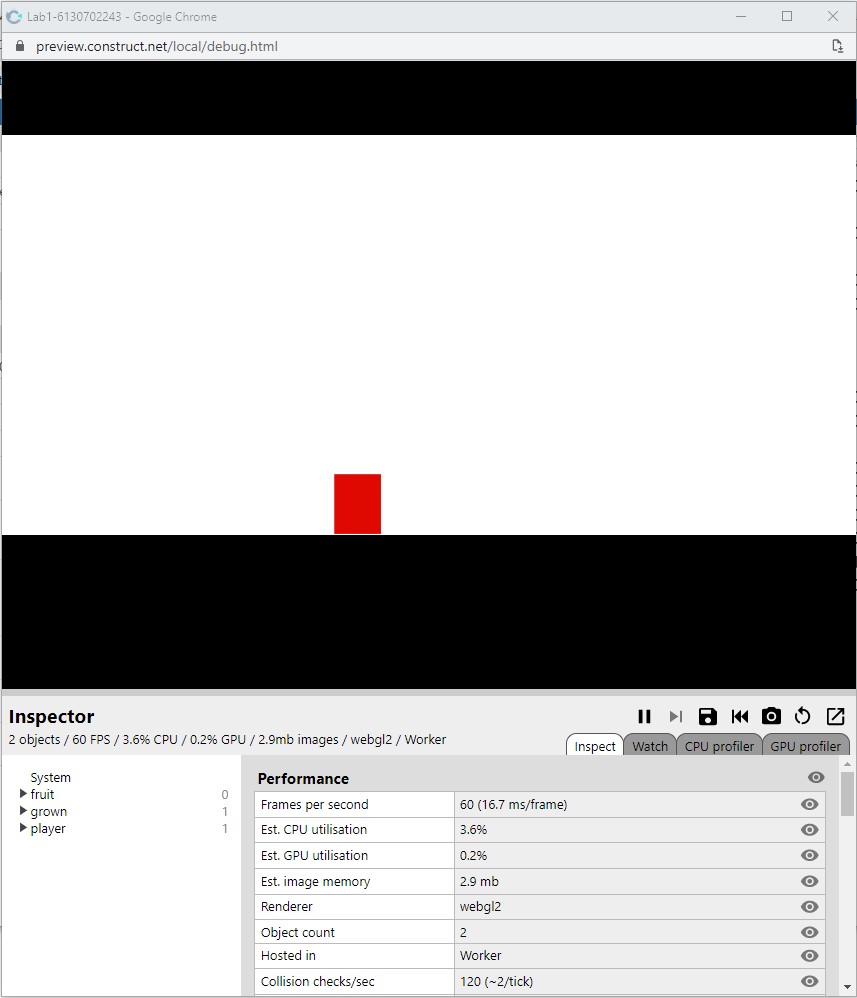 Lab1-6130702243 - Google Chrome
preview.construct.net/local/debug.html
Inspector
2 objects / 60 FPS / 3.6% CPU / 0.2% GPU / 2.9mb images / webgl2 / Worker
Inspect Watch CPU profiler GPU profiler
System
fruit 0
grown 1
player 1
Performance
Frames per second 60 (16.7 ms/frame)
Est. CPU utilisation 3.6%
Est. GPU utilisation 0.2%
Est. image memory 2.9 mb
Renderer webgl2
Object count 2
Hosted in Worker
Collision checks/sec 120 (~2/tick)